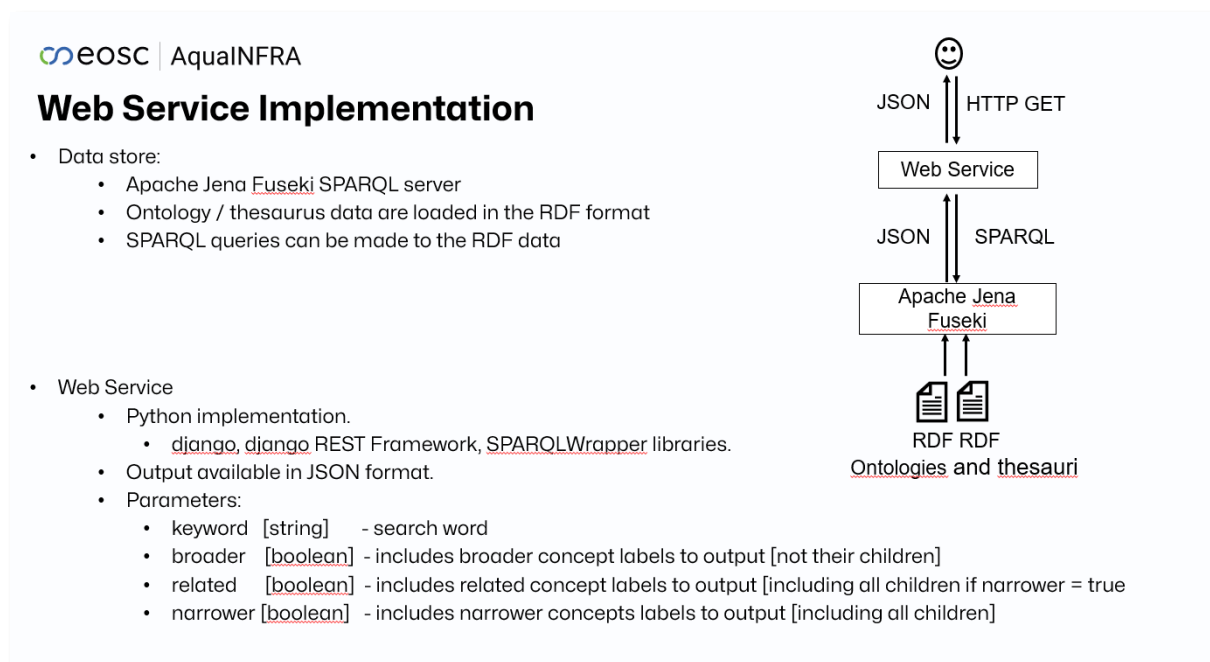 eosc | AquaINFRA
Web Service Implementation
• Data store:
• Apache Jena Fuseki SPARQL server
• Ontology / thesaurus data are loaded in the RDF format
• SPARQL queries can be made to the RDF data
• Web Service
• Python implementation.
• django, django REST Framework, SPARQLWrapper libraries.
• Output available in JSON format.
• Parameters:
• keyword [string] - search word
• broader [boolean] - includes broader concept labels to output [not their children]
• related [boolean] - includes related concept labels to output [including all children if narrower = true
• narrower [boolean] - includes narrower concepts labels to output [including all children]
JSON HTTP GET
Web Service
JSON SPARQL
Apache Jena
Fuseki
RDF RDF
Ontologies and thesauri